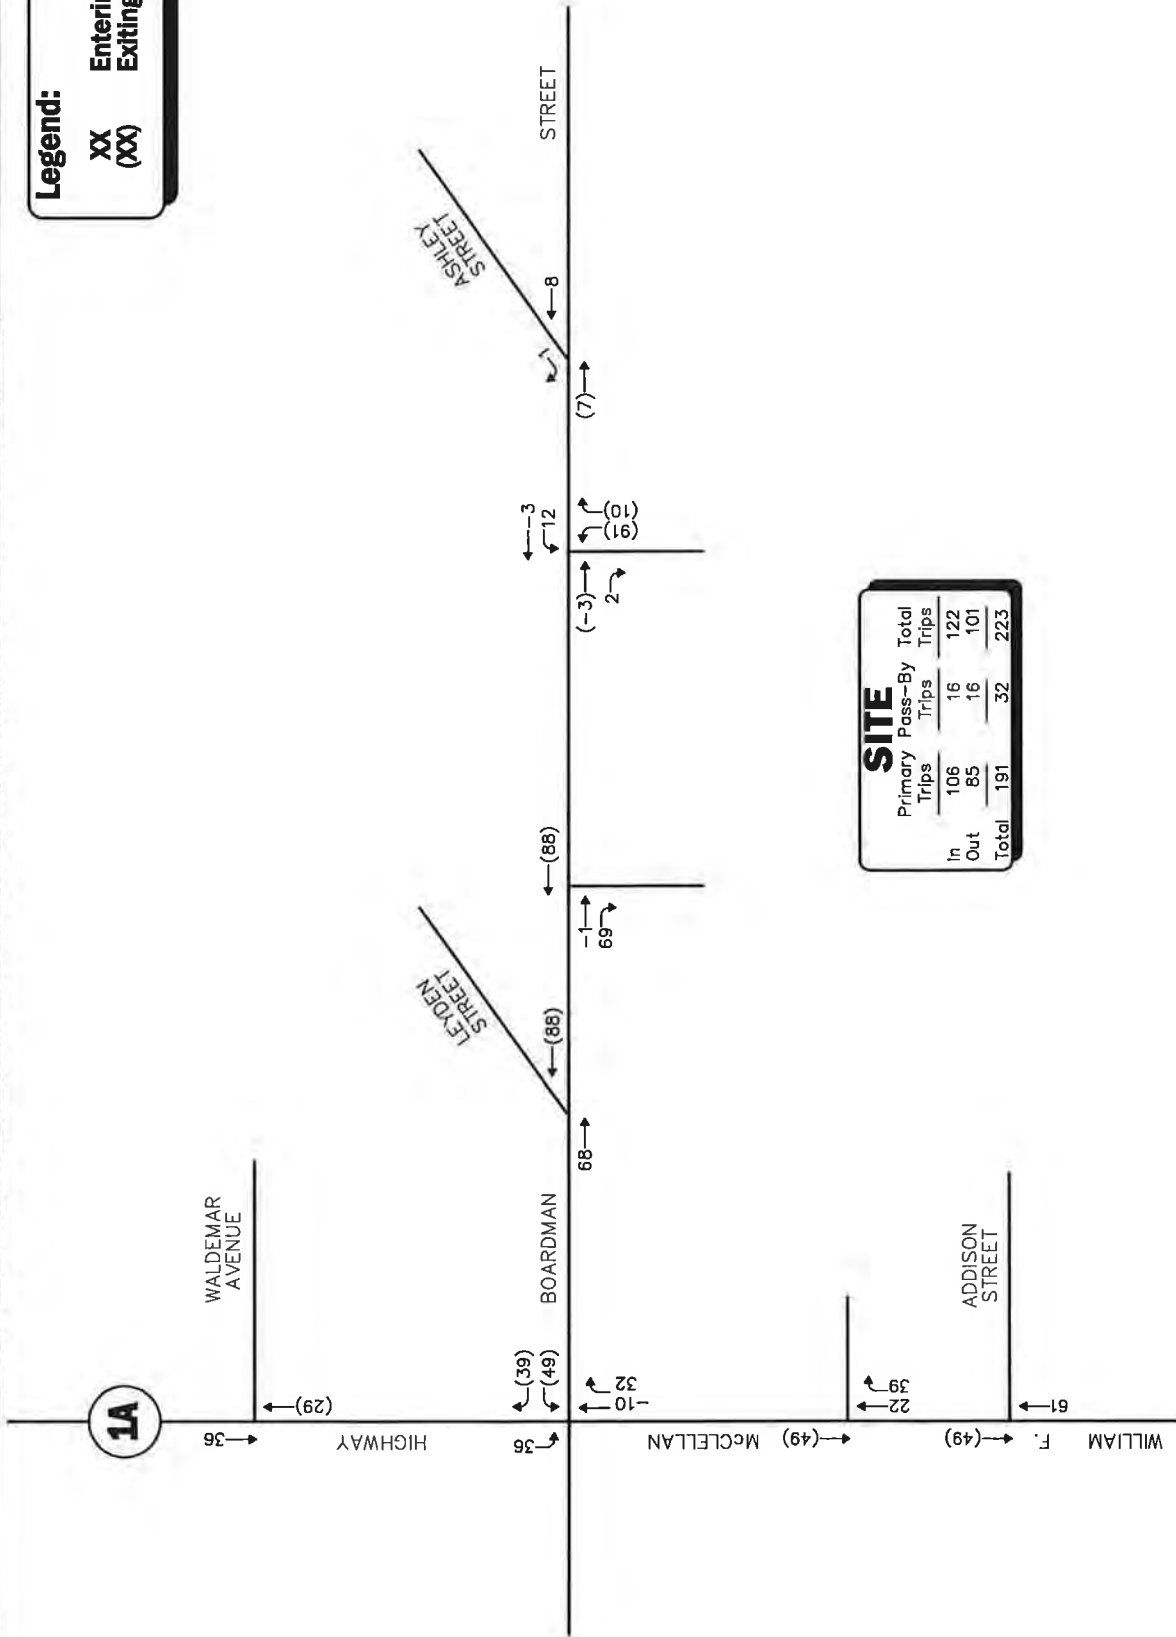 Legend:
XX Enterin
(XX) Exiting
1A
WALDEMAR
AVENUE
36
(29)
HIGHWAY
BOARDMAN
STREET
(39)
(49)
36
-10
32
LEYDEN
STREET
68
(88)
(88)
-1
69
-3
12
(-3)
2
(91)
(10)
ASHLEY
STREET
-1
8
(7)
McCLELLAN
(49)
22
39
ADDISON
STREET
(49)
61
WILLIAM F.
SITE
Primary Pass-By Total
Trips Trips Trips
In 106 16 122
Out 85 16 101
Total 191 32 223